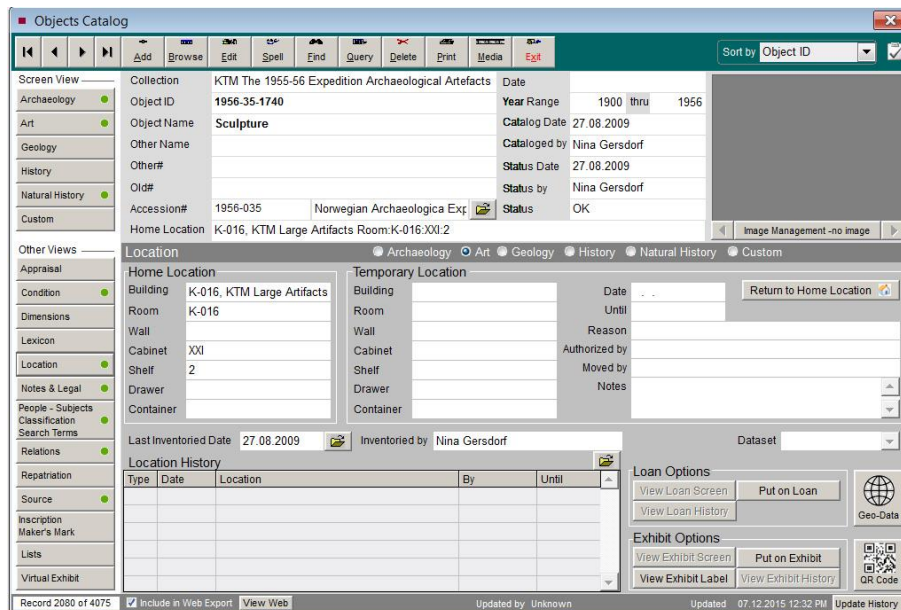 Objects Catalog
Add Browse Edit Spell Find Query Delete Print Media Exit
Sort by Object ID
Screen View
Archaeology
Art
Geology
History
Natural History
Custom
Other Views
Appraisal
Condition
Dimensions
Lexicon
Location
Notes & Legal
People - Subjects
Classification
Search Terms
Relations
Repatriation
Source
Inscription
Maker's Mark
Lists
Virtual Exhibit
Collection KTM The 1955-56 Expedition Archaeological Artefacts
Object ID 1956-35-1740
Object Name Sculpture
Other Name
Other#
Old#
Accession# 1956-035 Norwegian Archaeologica Exp
Home Location K-016, KTM Large Artifacts Room:K-016:XXI:2
Date
Year Range 1900 thru 1956
Catalog Date 27.08.2009
Cataloged by Nina Gersdorf
Status Date 27.08.2009
Status by Nina Gersdorf
Status OK
Image Management -no image
Location Archaeology Art Geology History Natural History Custom
Home Location
Building K-016, KTM Large Artifacts
Room K-016
Wall
Cabinet XXI
Shelf 2
Drawer
Container
Temporary Location
Building
Room
Wall
Cabinet
Shelf
Drawer
Container
Date . . Return to Home Location
Until
Reason
Authorized by
Moved by
Notes
Last Inventoried Date 27.08.2009 Inventoried by Nina Gersdorf Dataset
Location History
Type Date Location By Until
Loan Options
View Loan Screen Put on Loan
View Loan History
Geo-Data
Exhibit Options
View Exhibit Screen Put on Exhibit
View Exhibit Label View Exhibit History
QR Code
Record 2080 of 4075 Include in Web Export View Web Updated by Unknown Updated 07.12.2015 12:32 PM Update History